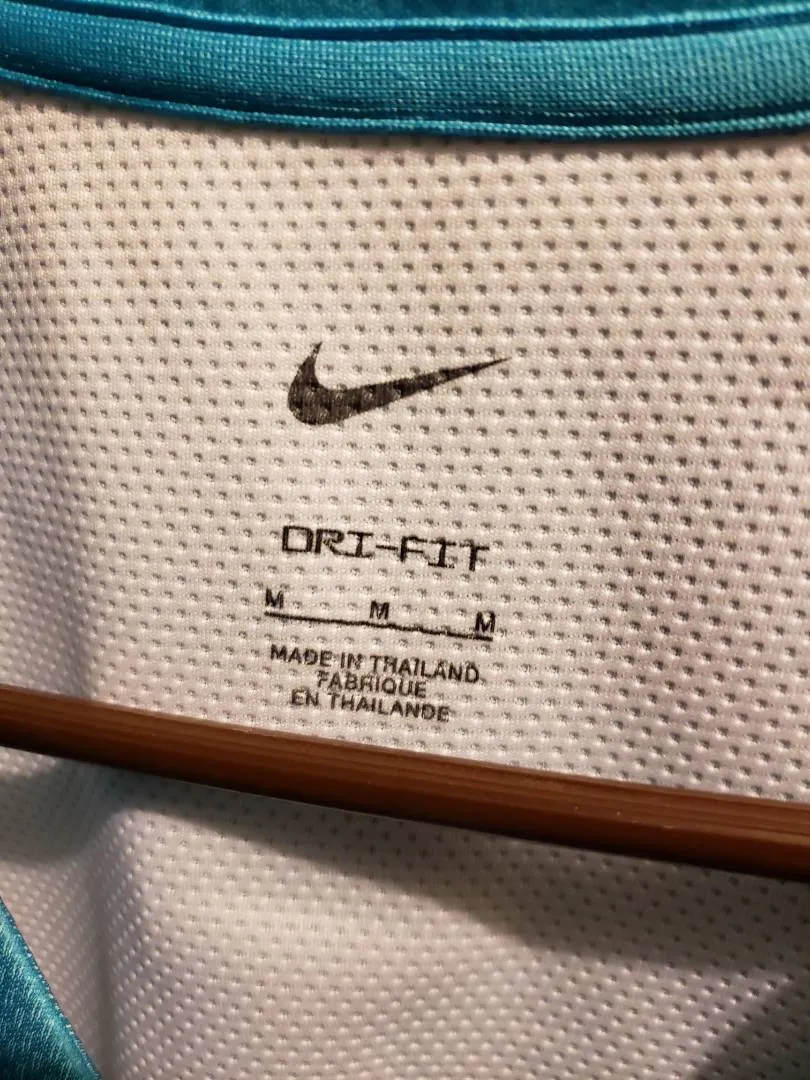 DRI-FIT
M M M
MADE IN THAILAND
FABRIQUE
EN THAILANDE